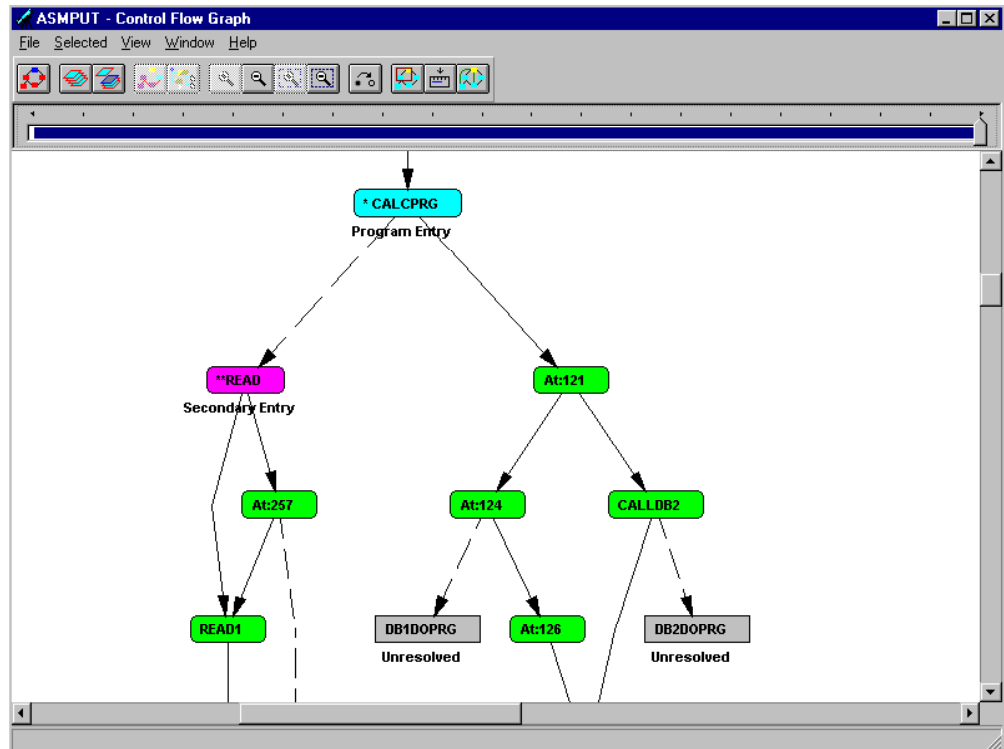 ASMPUT - Control Flow Graph
File Selected View Window Help
* CALCPRG
Program Entry
**READ
Secondary Entry
At:121
At:257
At:124
CALLDB2
READ1
DB1DOPRG
Unresolved
At:126
DB2DOPRG
Unresolved